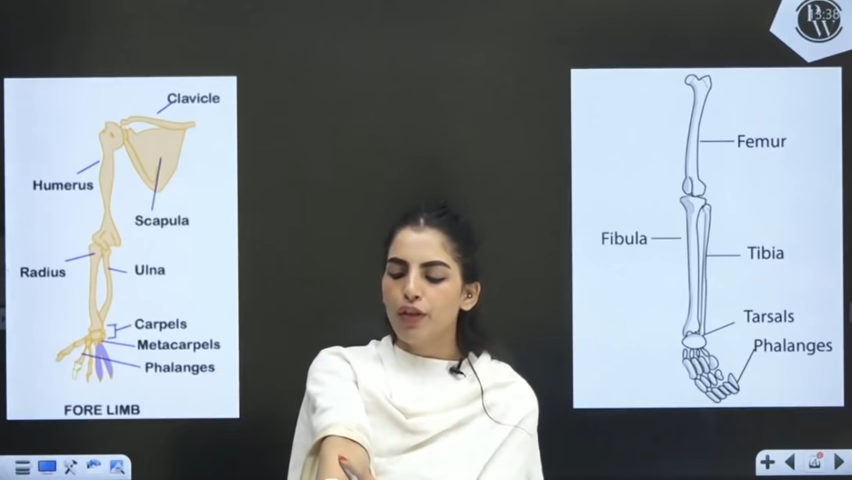 Clavicle
Humerus
Scapula
Radius
Ulna
Carpels
Metacarpels
Phalanges
FORE LIMB
Femur
Fibula
Tibia
Tarsals
Phalanges